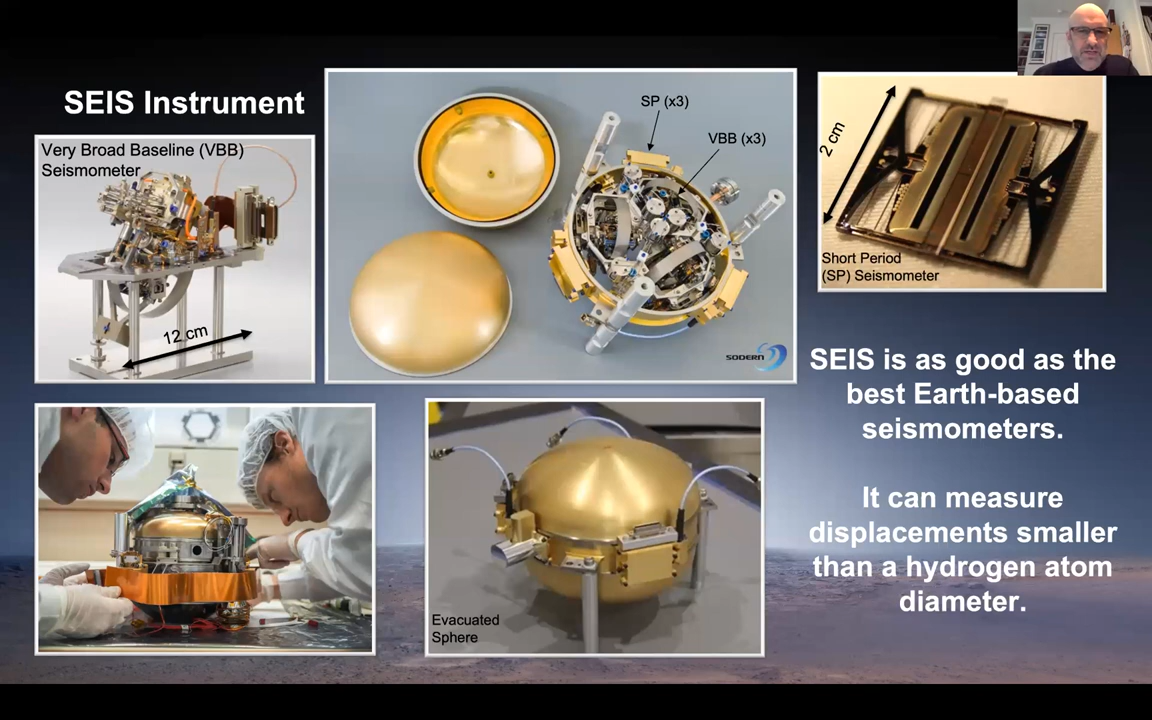 SEIS Instrument
Very Broad Baseline (VBB)
Seismometer
12 cm
SP (x3)
VBB (x3)
SODERN
2 cm
Short Period
(SP) Seismometer
SEIS is as good as the
best Earth-based
seismometers.
It can measure
displacements smaller
than a hydrogen atom
diameter.
Evacuated
Sphere